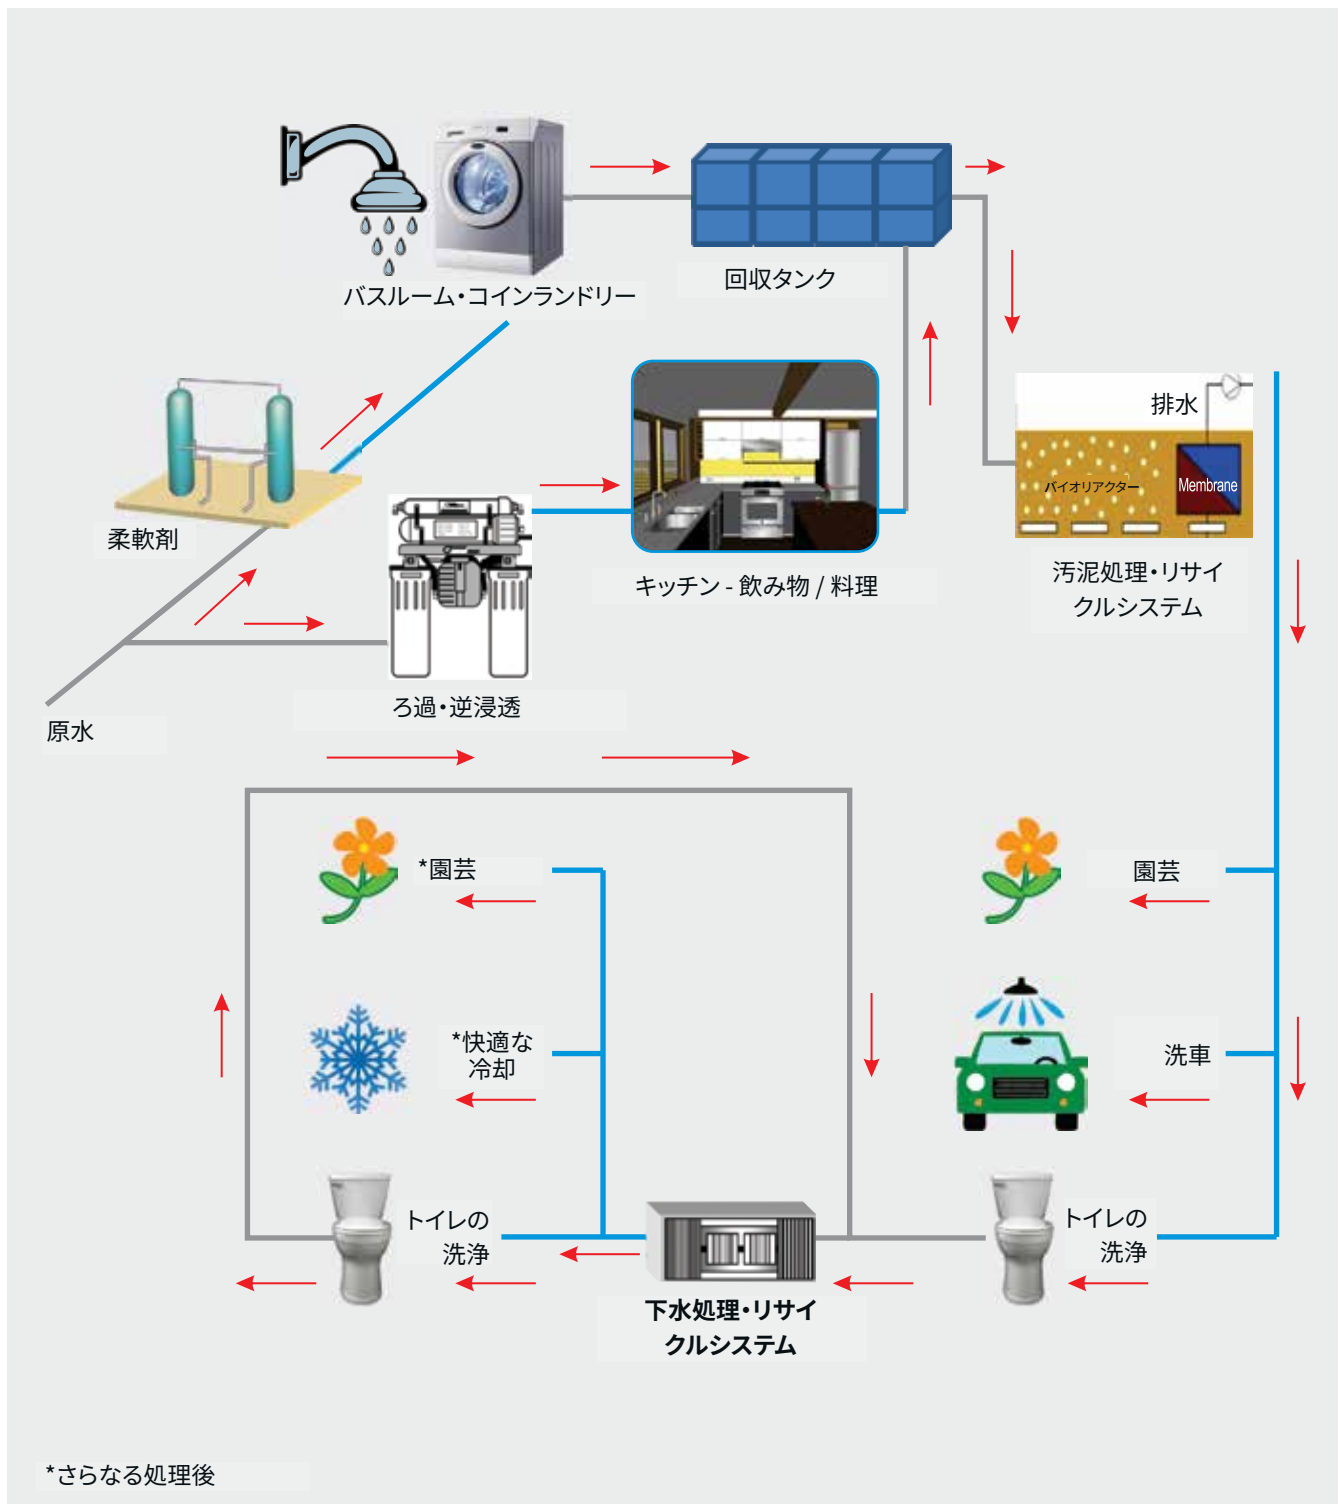 バスルーム・コインランドリー
回収タンク
排水
バイオリアクター
Membrane
柔軟剤
キッチン - 飲み物 / 料理
汚泥処理・リサイ
クルシステム
ろ過・逆浸透
原水
*園芸
園芸
*快適な
冷却
洗車
トイレの
洗浄
トイレの
洗浄
下水処理・リサイ
クルシステム
*さらなる処理後